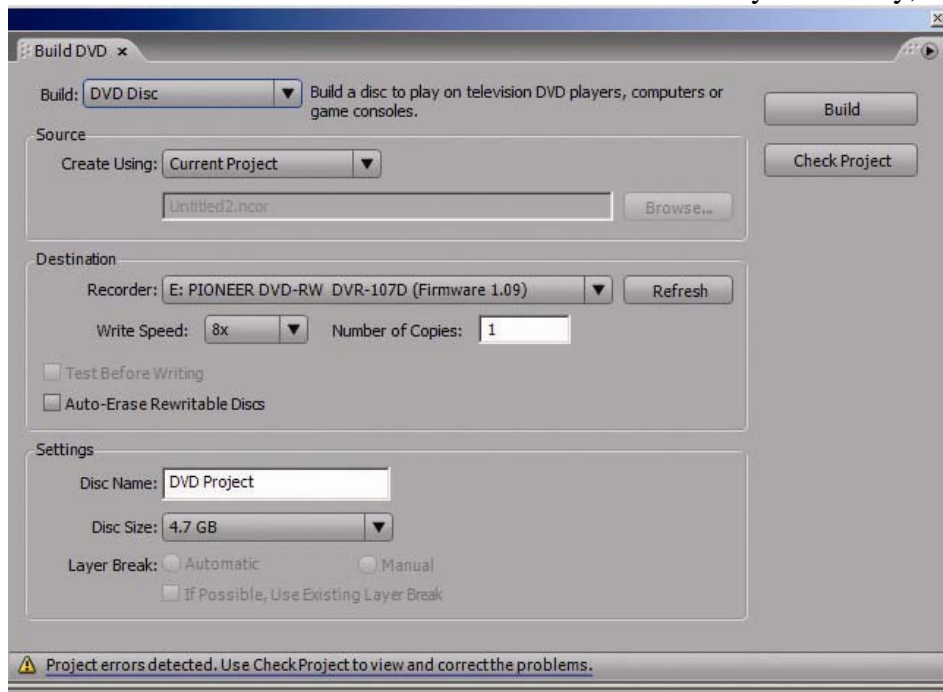 Build DVD x
Build: DVD Disc Build a disc to play on television DVD players, computers or
game consoles.
Build
Source
Create Using: Current Project
Check Project
Untitled2.ncor Browse...
Destination
Recorder: E: PIONEER DVD-RW DVR-107D (Firmware 1.09) Refresh
Write Speed: 8x Number of Copies: 1
Test Before Writing
Auto-Erase Rewritable Discs
Settings
Disc Name: DVD Project
Disc Size: 4.7 GB
Layer Break: Automatic Manual
If Possible, Use Existing Layer Break
Project errors detected. Use Check Project to view and correct the problems.